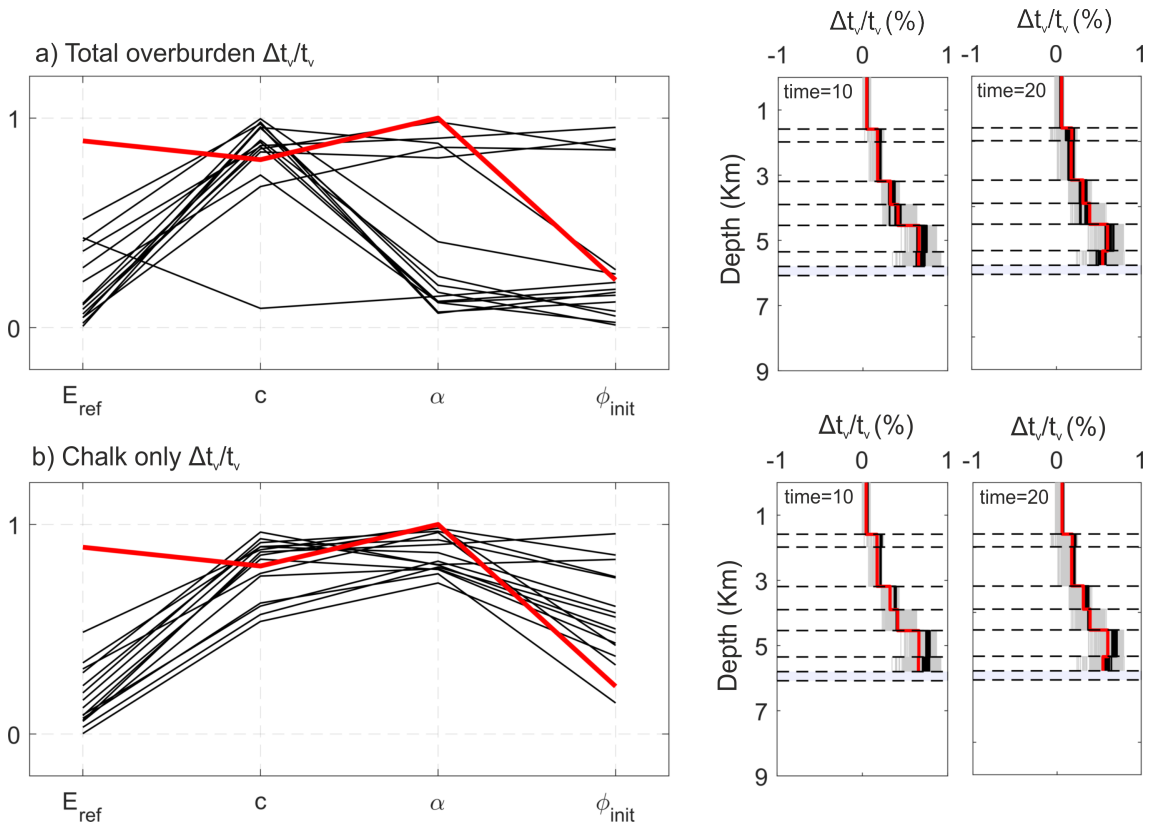 a) Total overburden Δtᵥ/tᵥ
1
0
E_ref c α ϕ_init
Δtᵥ/tᵥ (%) Δtᵥ/tᵥ (%)
-1 0 1 -1 0 1
time=10 time=20
1
3
5
7
9
Depth (Km)
b) Chalk only Δtᵥ/tᵥ
1
0
E_ref c α ϕ_init
Δtᵥ/tᵥ (%) Δtᵥ/tᵥ (%)
-1 0 1 -1 0 1
time=10 time=20
1
3
5
7
9
Depth (Km)